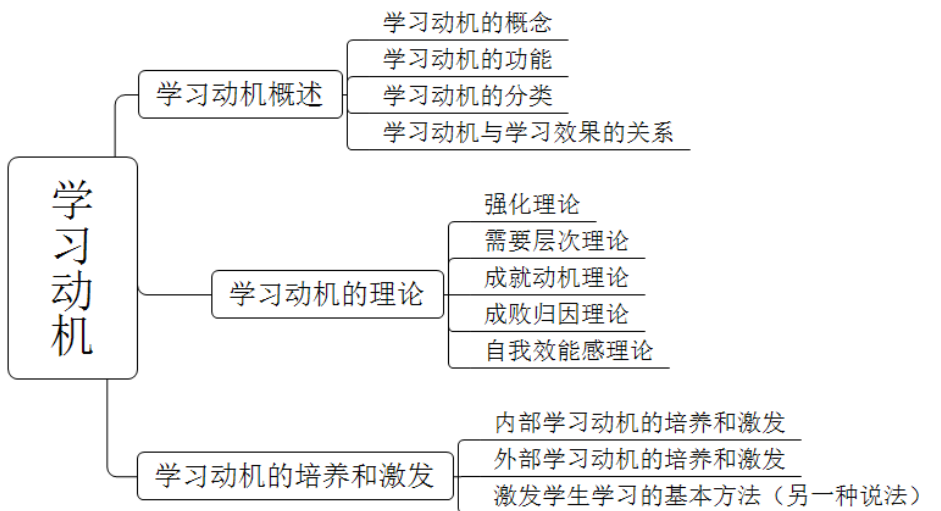 学习动机
学习动机概述
学习动机的概念
学习动机的功能
学习动机的分类
学习动机与学习效果的关系
学习动机的理论
强化理论
需要层次理论
成就动机理论
成败归因理论
自我效能感理论
学习动机的培养和激发
内部学习动机的培养和激发
外部学习动机的培养和激发
激发学生学习的基本方法（另一种说法）